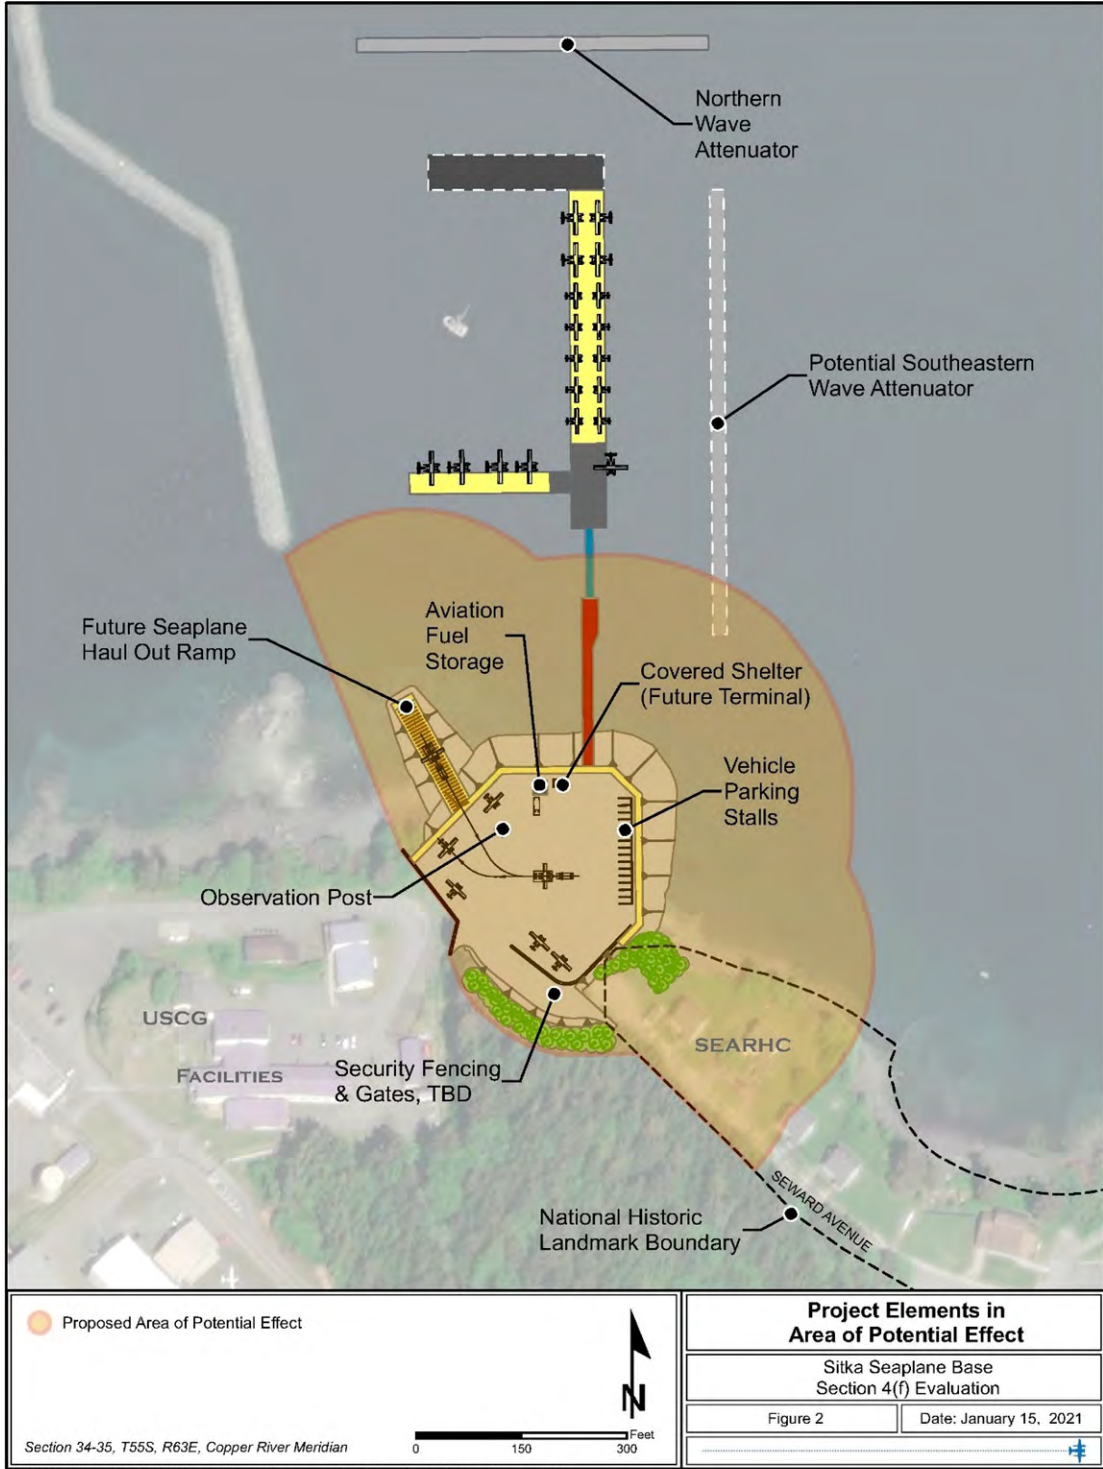 Northern
Wave
Attenuator
Potential Southeastern
Wave Attenuator
Aviation
Fuel
Storage
Future Seaplane
Haul Out Ramp
Covered Shelter
(Future Terminal)
Vehicle
Parking
Stalls
Observation Post
USCG
FACILITIES
SEARHC
Security Fencing
& Gates, TBD
SEWARD AVENUE
National Historic
Landmark Boundary
Proposed Area of Potential Effect
N
Feet
0 150 300
Section 34-35, T55S, R63E, Copper River Meridian
Project Elements in
Area of Potential Effect
Sitka Seaplane Base
Section 4(f) Evaluation
Figure 2
Date: January 15, 2021